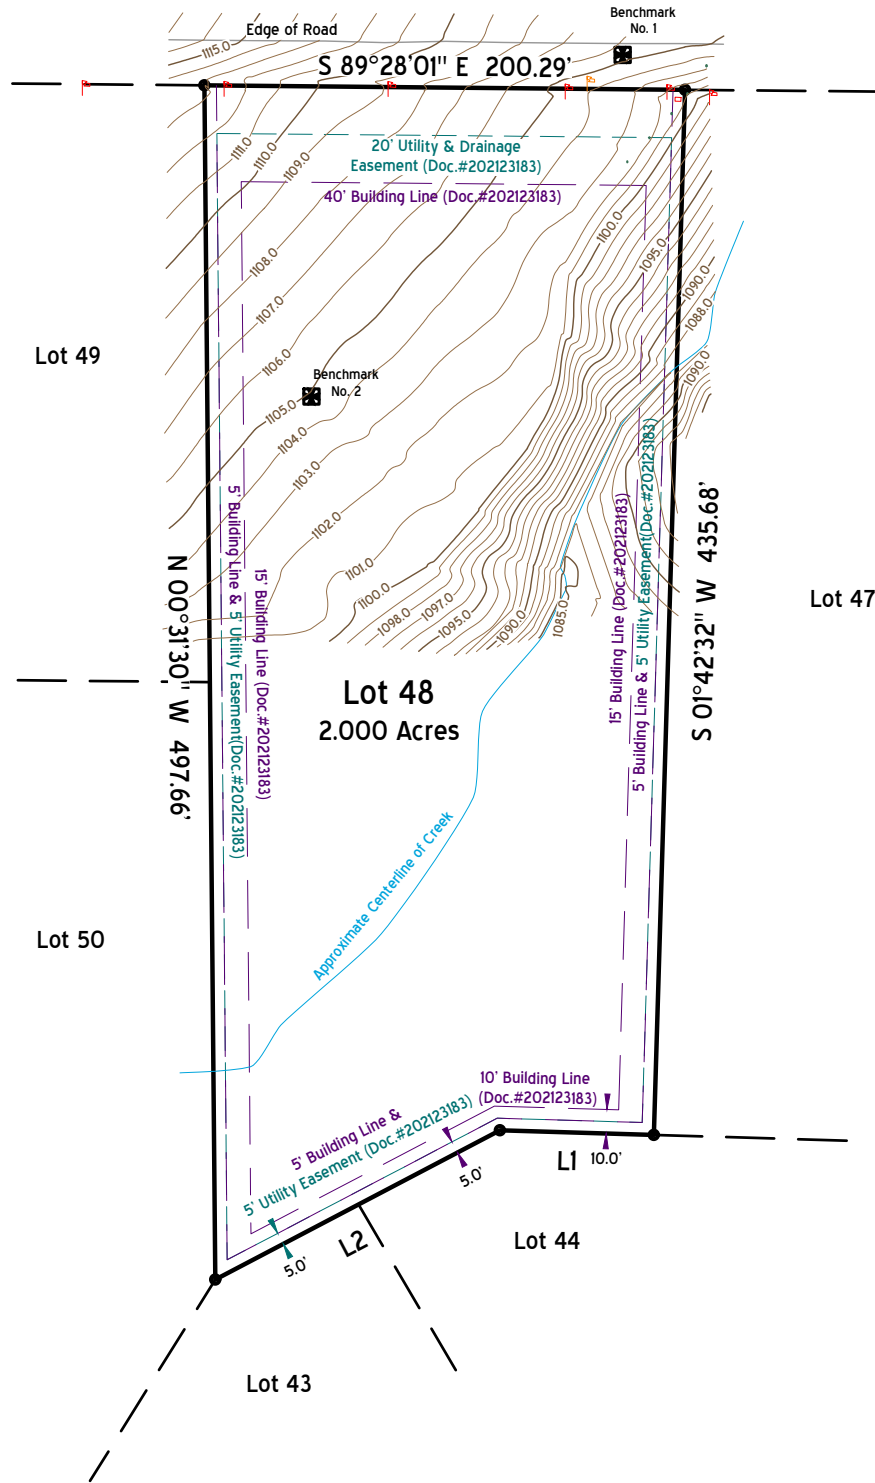 Benchmark
No. 1
Edge of Road
1115.0
S 89°28'01" E 200.29'
1111.0
1110.0
1109.0
20' Utility & Drainage
Easement (Doc.#202123183)
40' Building Line (Doc.#202123183)
1100.0
1095.0
1090.0
1088.0
1108.0
1107.0
1106.0
1090.0
Lot 49
Benchmark
No. 2
1105.0
1104.0
1103.0
1102.0
1101.0
1100.0
1098.0
1097.0
1095.0
1090.0
1085.0
5' Building Line &
5' Utility Easement(Doc.#202123183)
15' Building Line (Doc.#202123183)
N 00°31'30" W 497.66'
15' Building Line (Doc.#202123183)
5' Building Line & 5' Utility Easement(Doc.#202123183)
S 01°42'32" W 435.68'
Lot 47
Lot 48
2.000 Acres
Approximate Centerline of Creek
Lot 50
10' Building Line
(Doc.#202123183)
5' Building Line &
5' Utility Easement (Doc.#202123183)
5.0'
L1
10.0'
L2
5.0'
Lot 44
Lot 43